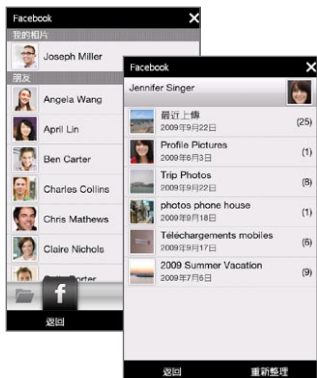 Facebook
我的相片
Joseph Miller
朋友
Angela Wang
April Lin
Ben Carter
Charles Collins
Chris Mathews
Claire Nichols
Porter
返回
Facebook
Jennifer Singer
最近上傳
2009年9月22日
(25)
Profile Pictures
2009年6月3日
(1)
Trip Photos
2009年9月22日
(8)
photos phone house
2009年9月18日
(1)
Téléchargements mobiles
2009年9月17日
(6)
2009 Summer Vacation
2009年7月6日
(9)
返回
重新整理